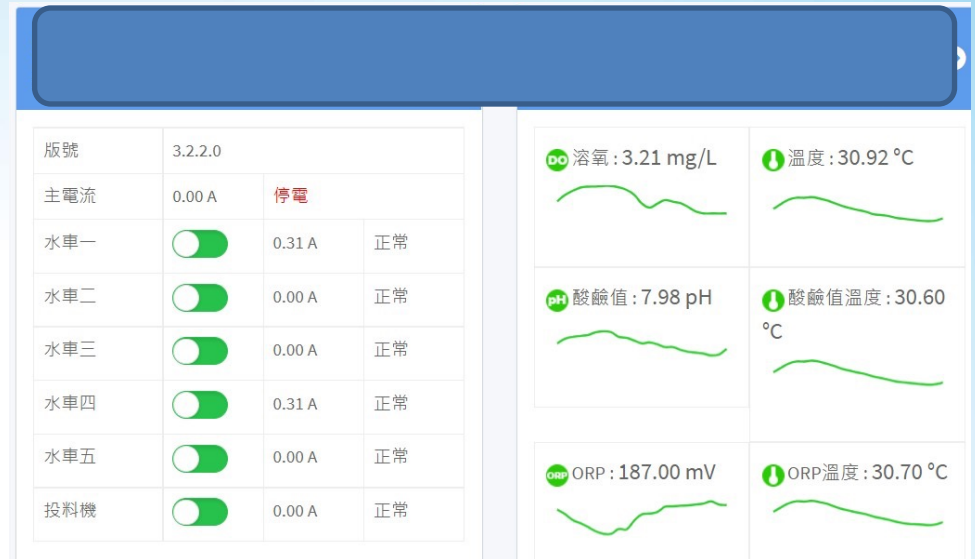 版號 3.2.2.0
主電流 0.00 A 停電
水車一 0.31 A 正常
水車二 0.00 A 正常
水車三 0.00 A 正常
水車四 0.31 A 正常
水車五 0.00 A 正常
投料機 0.00 A 正常
DO 溶氧 : 3.21 mg/L
溫度 : 30.92 °C
pH 酸鹼值 : 7.98 pH
酸鹼值溫度 : 30.60
°C
ORP ORP : 187.00 mV
ORP溫度 : 30.70 °C